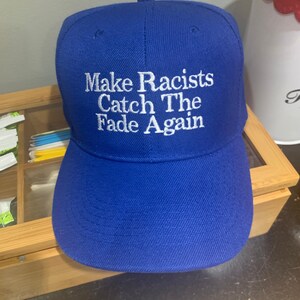 Make Racists
Catch The
Fade Again